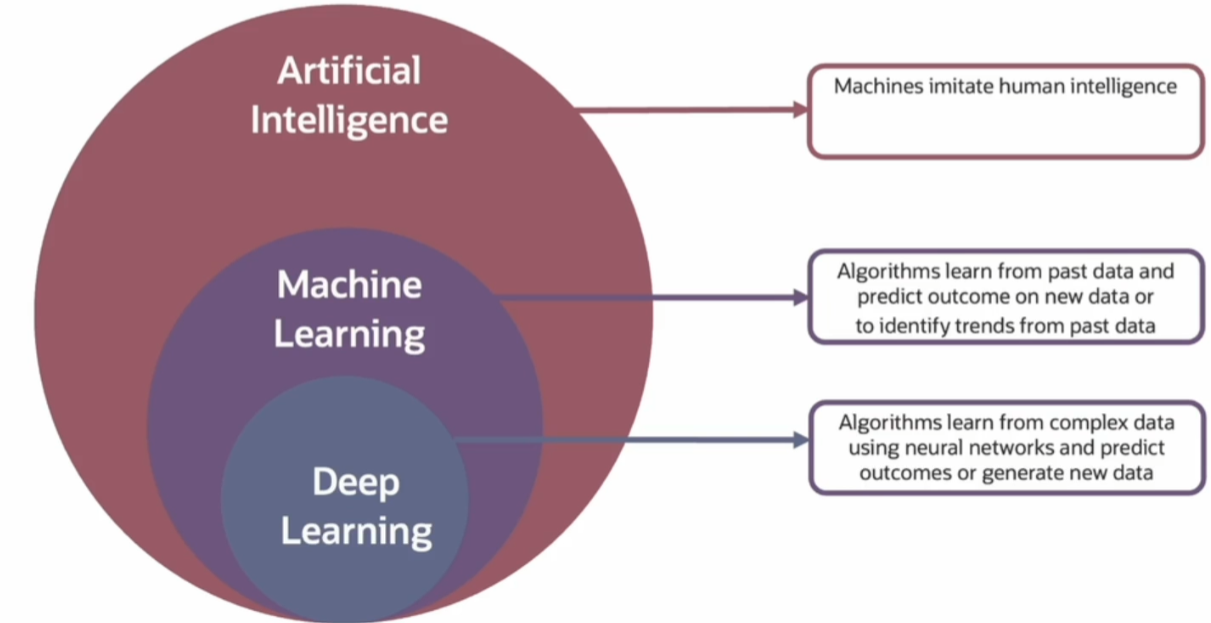 Artificial
Intelligence
Machines imitate human intelligence
Machine
Learning
Algorithms learn from past data and
predict outcome on new data or
to identify trends from past data
Deep
Learning
Algorithms learn from complex data
using neural networks and predict
outcomes or generate new data